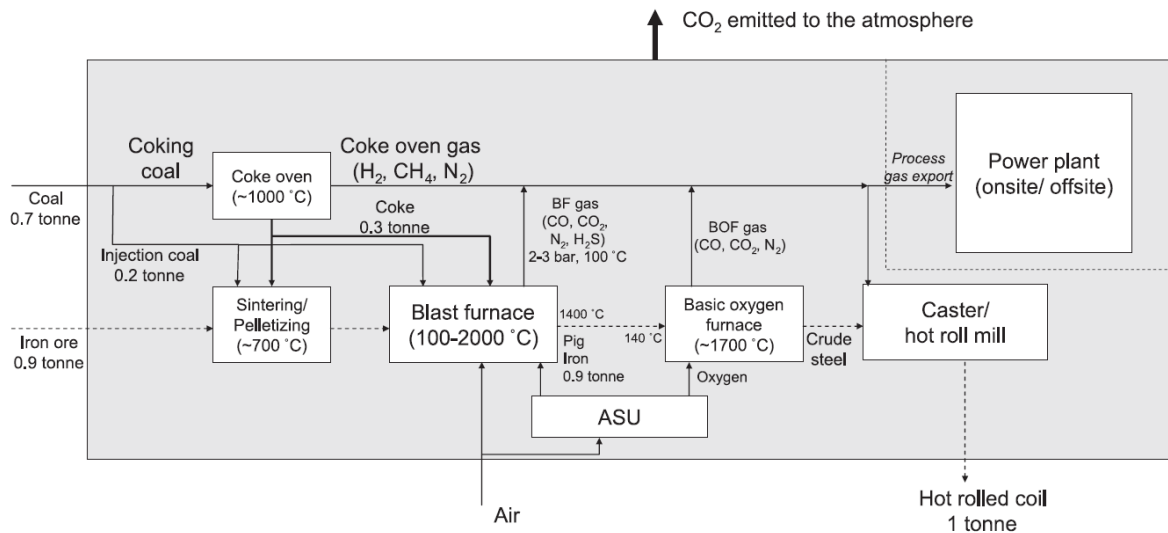 CO₂ emitted to the atmosphere
Coking
coal
Coke oven
(~1000 ˚C)
Coke oven gas
(H₂, CH₄, N₂)
Process
gas export
Power plant
(onsite/ offsite)
Coal
0.7 tonne
Coke
0.3 tonne
BF gas
(CO, CO₂,
N₂, H₂S)
2-3 bar, 100 ˚C
BOF gas
(CO, CO₂, N₂)
Injection coal
0.2 tonne
Sintering/
Pelletizing
(~700 ˚C)
Blast furnace
(100-2000 ˚C)
1400 ˚C
140 ˚C
Basic oxygen
furnace
(~1700 ˚C)
Caster/
hot roll mill
Iron ore
0.9 tonne
Pig
Iron
0.9 tonne
Crude
steel
Oxygen
ASU
Air
Hot rolled coil
1 tonne